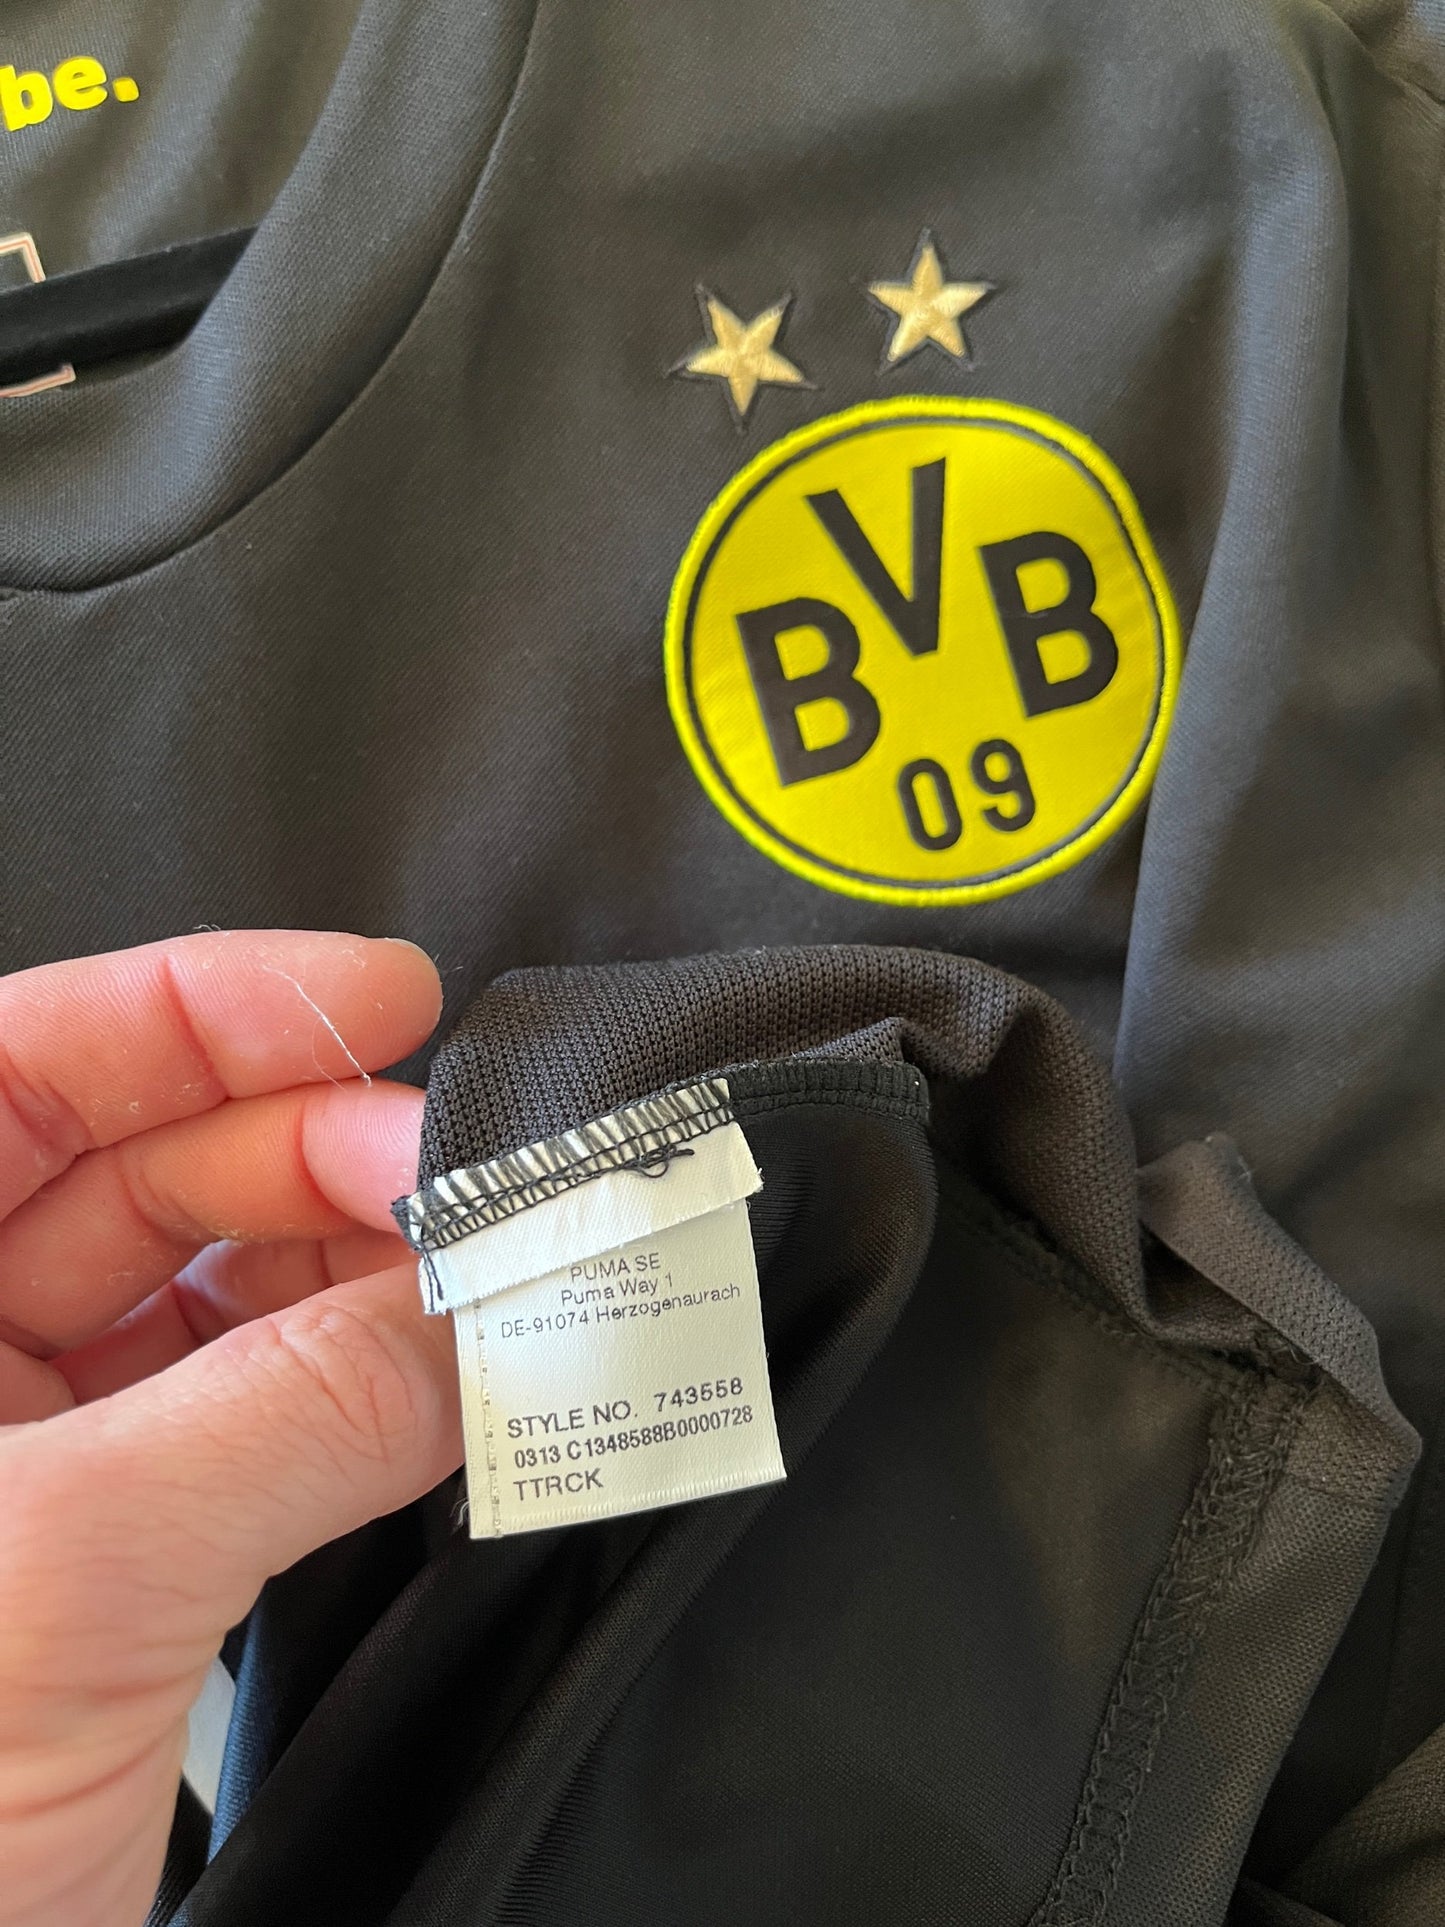 be.
BVB
09
PUMA SE
Puma Way 1
DE-91074 Herzogenaurach
STYLE NO. 743558
0313 C1348588B0000728
TTRCK